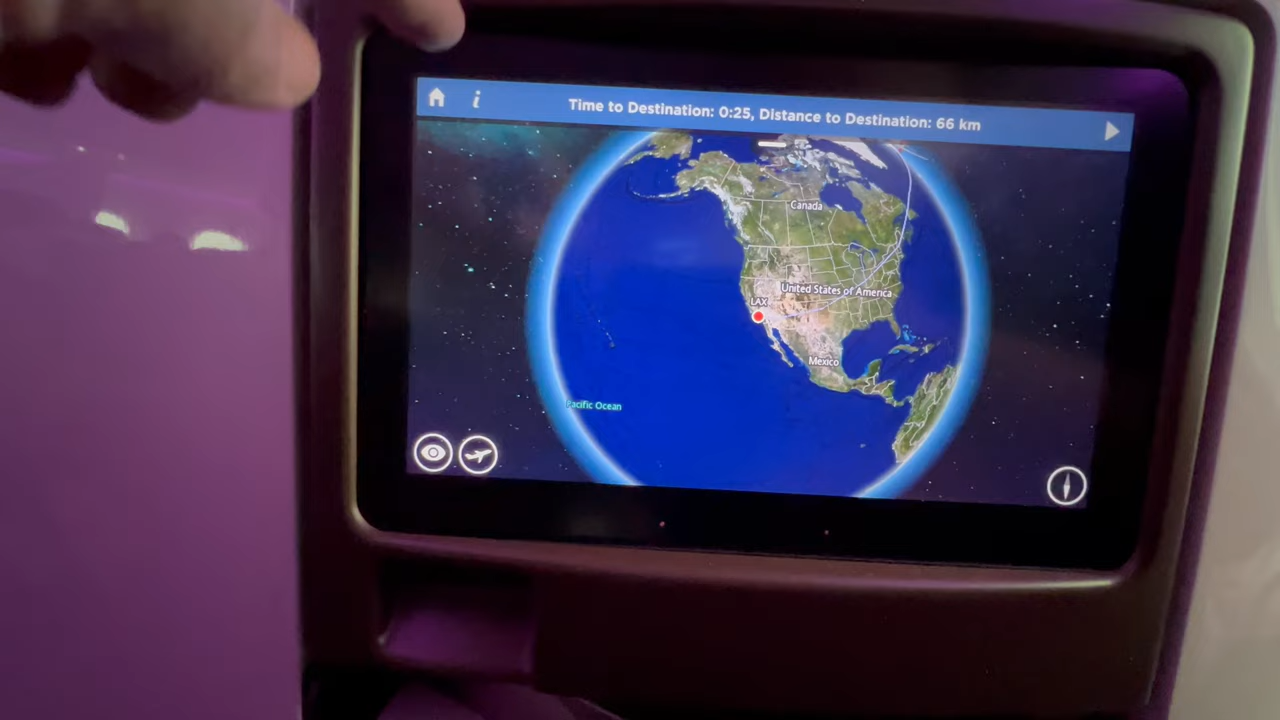 i
Time to Destination: 0:25, Distance to Destination: 66 km
Canada
United States of America
LAX
Mexico
Pacific Ocean